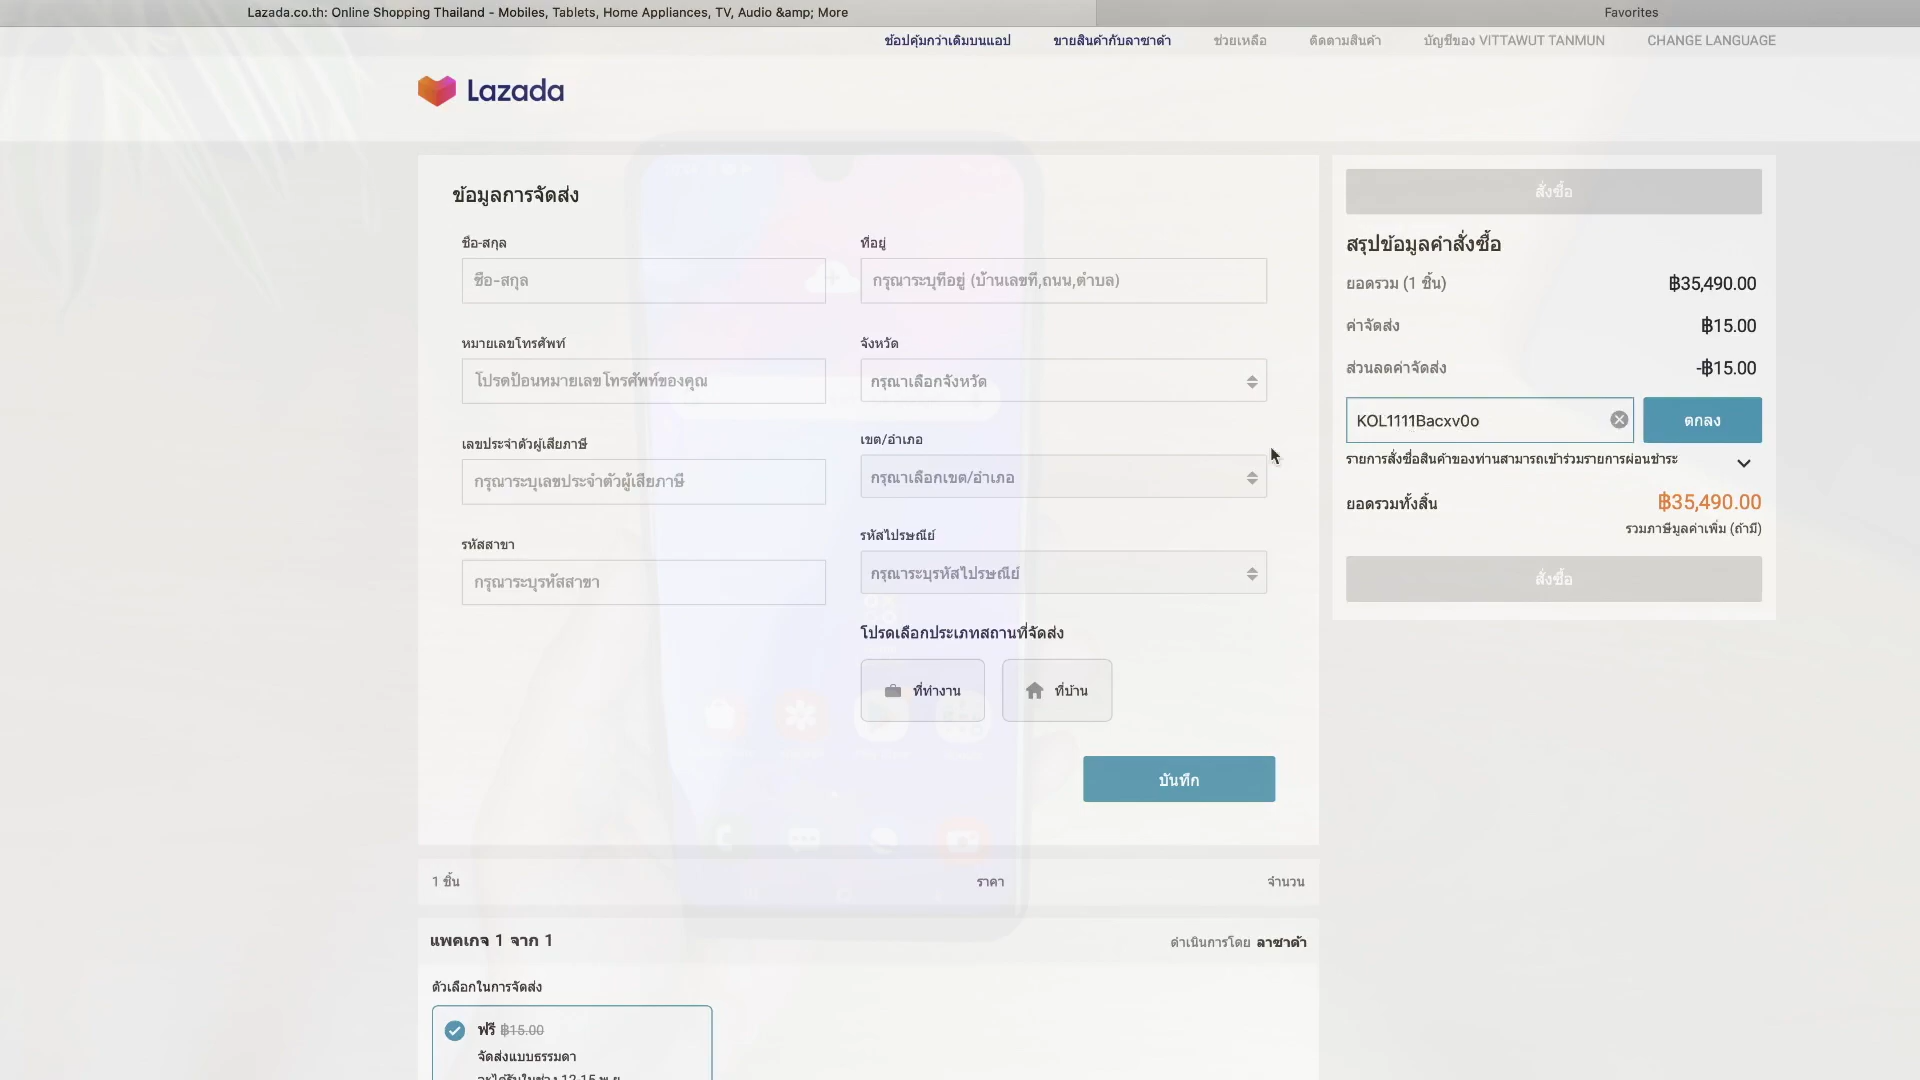 Lazada.co.th: Online Shopping Thailand - Mobiles, Tablets, Home Appliances, TV, Audio &amp; More
Favorites
ช้อปคุ้มกว่าเดิมบนแอป
ขายสินค้ากับลาซาด้า
ช่วยเหลือ
ติดตามสินค้า
บัญชีของ VITTAWUT TANMUN
CHANGE LANGUAGE
Lazada
ข้อมูลการจัดส่ง
ชื่อ-สกุล
ชื่อ-สกุล
หมายเลขโทรศัพท์
โปรดป้อนหมายเลขโทรศัพท์ของคุณ
เลขประจำตัวผู้เสียภาษี
กรุณาระบุเลขประจำตัวผู้เสียภาษี
รหัสสาขา
กรุณาระบุรหัสสาขา
ที่อยู่
กรุณาระบุที่อยู่ (บ้านเลขที่,ถนน,ตำบล)
จังหวัด
กรุณาเลือกจังหวัด
เขต/อำเภอ
กรุณาเลือกเขต/อำเภอ
รหัสไปรษณีย์
กรุณาระบุรหัสไปรษณีย์
โปรดเลือกประเภทสถานที่จัดส่ง
ที่ทำงาน
ที่บ้าน
บันทึก
สั่งซื้อ
สรุปข้อมูลคำสั่งซื้อ
ยอดรวม (1 ชิ้น) ฿35,490.00
ค่าจัดส่ง ฿15.00
ส่วนลดค่าจัดส่ง -฿15.00
KOL1111Bacxv0o
ตกลง
รายการสั่งซื้อสินค้าของท่านสามารถเข้าร่วมรายการผ่อนชำระ
ยอดรวมทั้งสิ้น ฿35,490.00
รวมภาษีมูลค่าเพิ่ม (ถ้ามี)
สั่งซื้อ
1 ชิ้น ราคา จำนวน
แพคเกจ 1 จาก 1
ดำเนินการโดย ลาซาด้า
ตัวเลือกในการจัดส่ง
ฟรี ฿15.00
จัดส่งแบบธรรมดา
จะได้รับในช่วง 12-15 พ.ย.